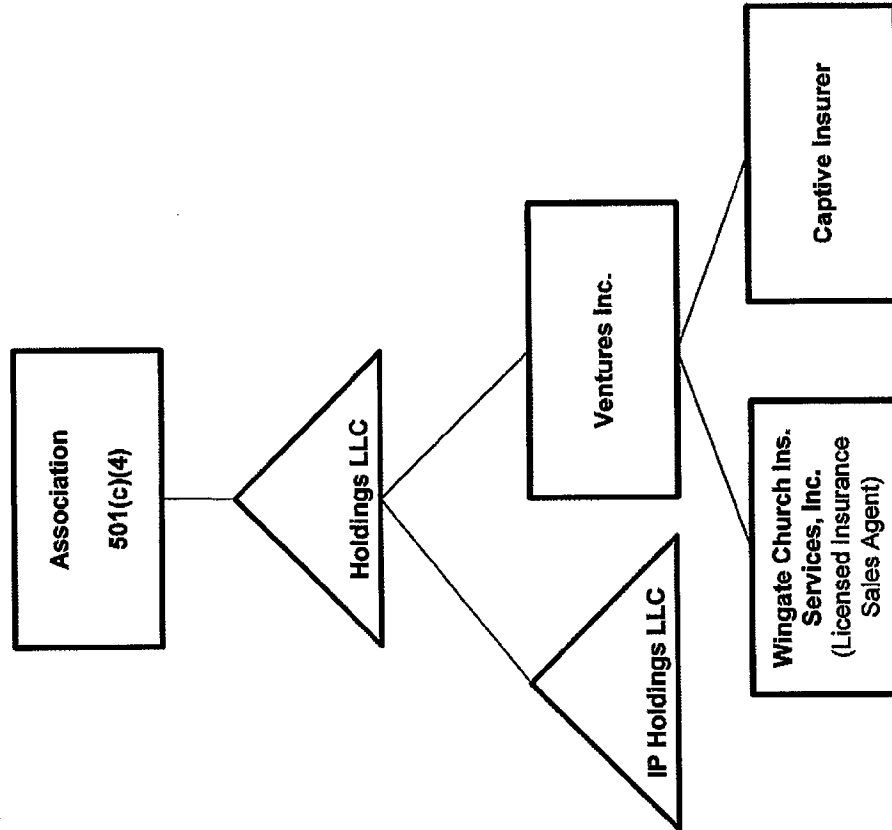 Association
501(c)(4)
Holdings LLC
IP Holdings LLC
Ventures Inc.
Wingate Church Ins.
Services, Inc.
(Licensed Insurance
Sales Agent)
Captive Insurer